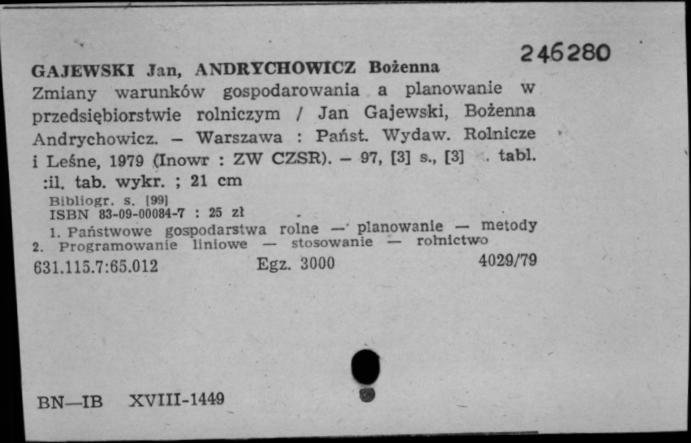 246280
GAJEWSKI Jan, ANDRYCHOWICZ Bożenna
Zmiany warunków gospodarowania a planowanie w
przedsiębiorstwie rolniczym / Jan Gajewski, Bożenna
Andrychowicz. — Warszawa : Państ. Wydaw. Rolnicze
i Leśne, 1979 (Inowr : ZW CZSR). — 97, [3] s., [3] . tabl.
:il. tab. wykr. ; 21 cm
Bibliogr. s. [99]
ISBN 83-09-00084-7 : 25 zł
1. Państwowe gospodarstwa rolne — planowanie — metody
2. Programowanie liniowe — stosowanie — rolnictwo
631.115.7:65.012 Egz. 3000 4029/79
BN—IB XVIII-1449